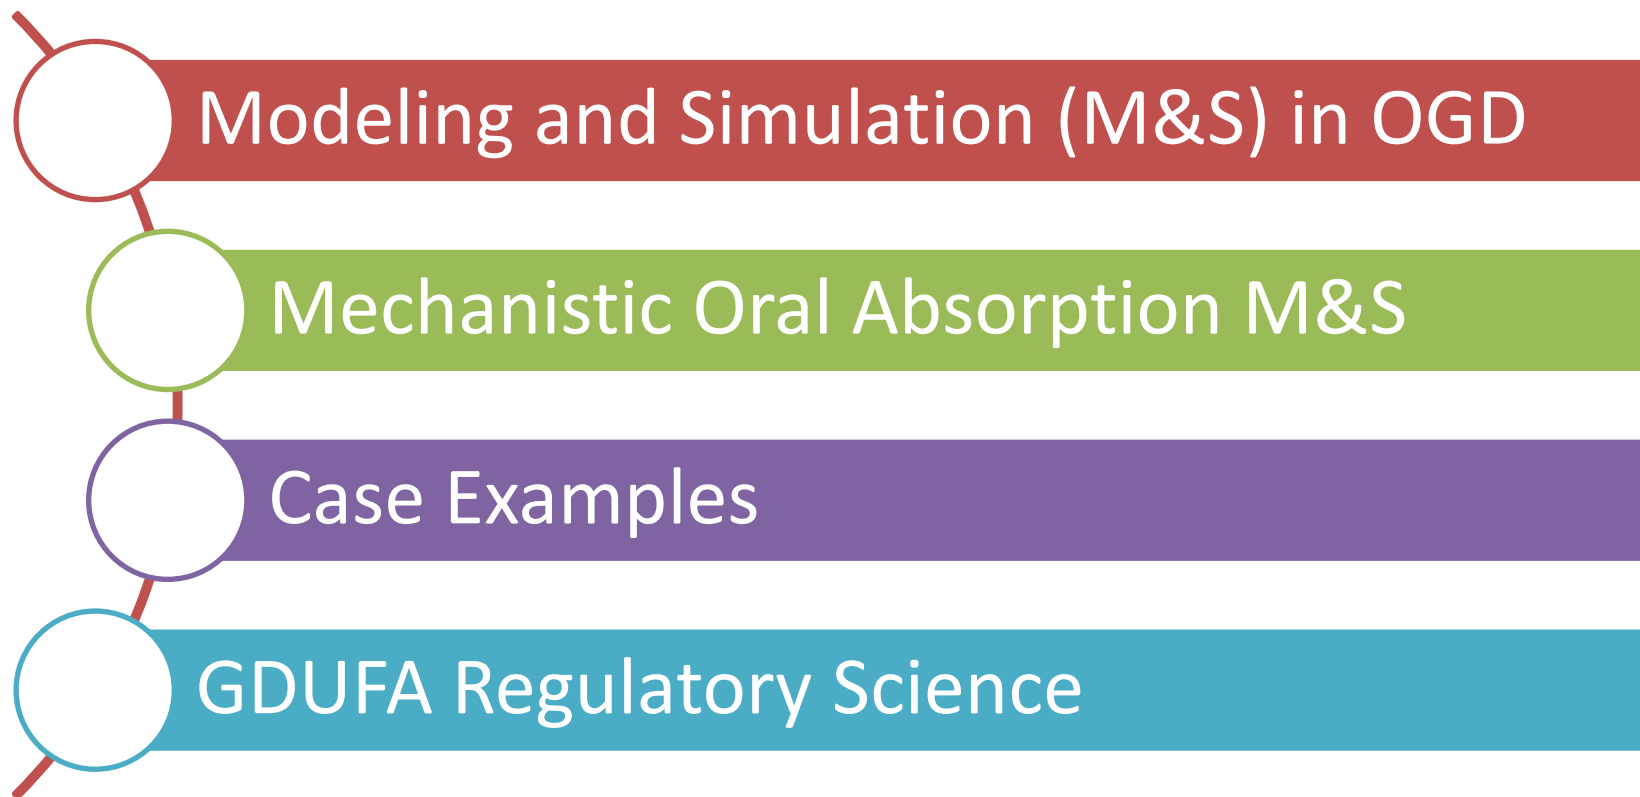 Modeling and Simulation (M&S) in OGD
Mechanistic Oral Absorption M&S
Case Examples
GDUFA Regulatory Science